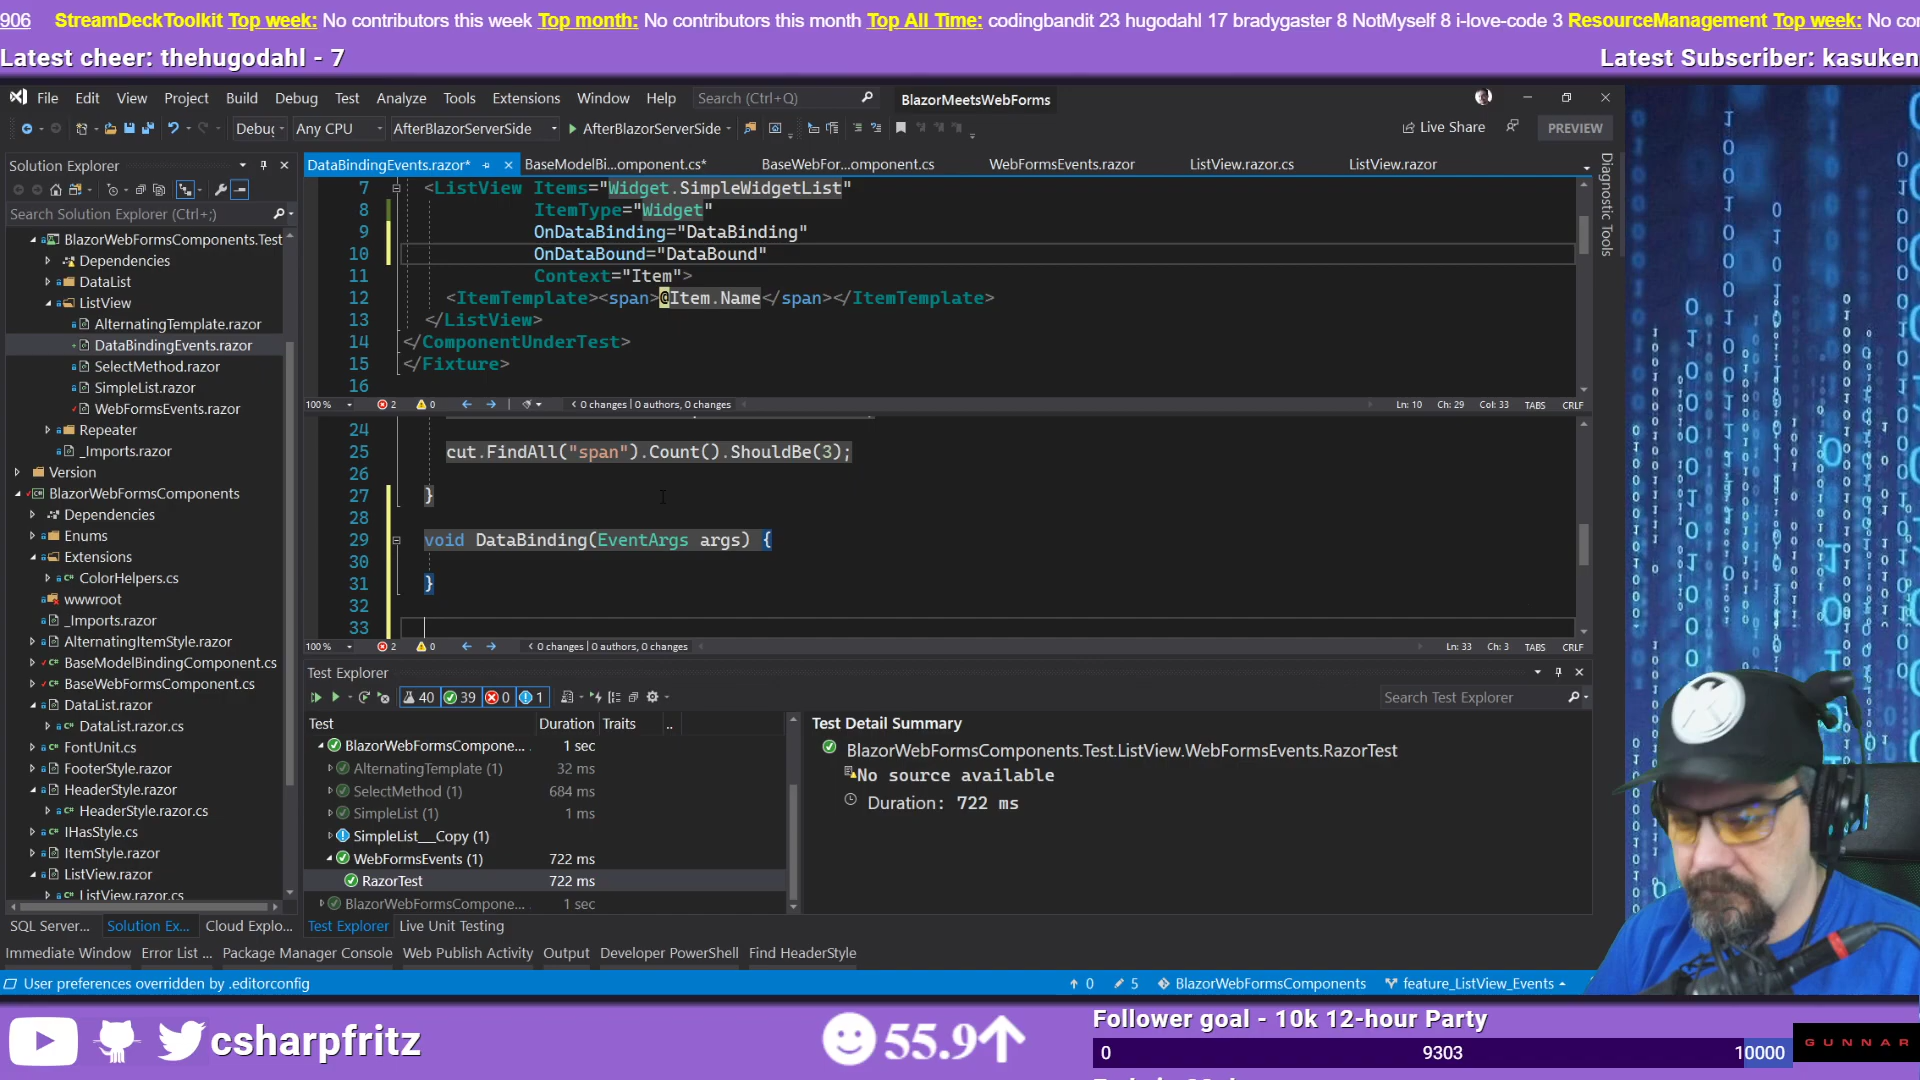 906 StreamDeckToolkit Top week: No contributors this week Top month: No contributors this month Top All Time: codingbandit 23 hugodahl 17 bradygaster 8 NotMyself 8 i-love-code 3 ResourceManagement Top week: No co
Latest cheer: thehugodahl - 7
Latest Subscriber: kasuken
File Edit View Project Build Debug Test Analyze Tools Extensions Window Help Search (Ctrl+Q) BlazorMeetsWebForms
Debug Any CPU AfterBlazorServerSide AfterBlazorServerSide Live Share PREVIEW
Solution Explorer
Search Solution Explorer (Ctrl+;)
BlazorWebFormsComponents.Test
Dependencies
DataList
ListView
AlternatingTemplate.razor
DataBindingEvents.razor
SelectMethod.razor
SimpleList.razor
WebFormsEvents.razor
Repeater
_Imports.razor
Version
BlazorWebFormsComponents
Dependencies
Enums
Extensions
ColorHelpers.cs
wwwroot
_Imports.razor
AlternatingItemStyle.razor
BaseModelBindingComponent.cs
BaseWebFormsComponent.cs
DataList.razor
DataList.razor.cs
FontUnit.cs
FooterStyle.razor
HeaderStyle.razor
HeaderStyle.razor.cs
IHasStyle.cs
ItemStyle.razor
ListView.razor
ListView.razor.cs
SQL Server... Solution Ex... Cloud Explo...
DataBindingEvents.razor* BaseModelBi...omponent.cs* BaseWebFor...omponent.cs WebFormsEvents.razor ListView.razor.cs ListView.razor
Diagnostic Tools
7 <ListView Items="Widget.SimpleWidgetList"
8 ItemType="Widget"
9 OnDataBinding="DataBinding"
10 OnDataBound="DataBound"
11 Context="Item">
12 <ItemTemplate><span>@Item.Name</span></ItemTemplate>
13 </ListView>
14 </ComponentUnderTest>
15 </Fixture>
16
100% 2 0 < 0 changes | 0 authors, 0 changes Ln: 10 Ch: 29 Col: 33 TABS CRLF
24
25 cut.FindAll("span").Count().ShouldBe(3);
26
27 }
28
29 void DataBinding(EventArgs args) {
30
31 }
32
33
100% 2 0 < 0 changes | 0 authors, 0 changes Ln: 33 Ch: 3 TABS CRLF
Test Explorer
40 39 0 1 Search Test Explorer
Test Duration Traits ..
BlazorWebFormsCompone... 1 sec
AlternatingTemplate (1) 32 ms
SelectMethod (1) 684 ms
SimpleList (1) 1 ms
SimpleList___Copy (1)
WebFormsEvents (1) 722 ms
RazorTest 722 ms
BlazorWebFormsCompone... 1 sec
Test Detail Summary
BlazorWebFormsComponents.Test.ListView.WebFormsEvents.RazorTest
No source available
Duration: 722 ms
Test Explorer Live Unit Testing
Immediate Window Error List ... Package Manager Console Web Publish Activity Output Developer PowerShell Find HeaderStyle
User preferences overridden by .editorconfig 0 5 BlazorWebFormsComponents feature_ListView_Events
csharpfritz
55.9
Follower goal - 10k 12-hour Party
0 9303 10000
GUNNAR